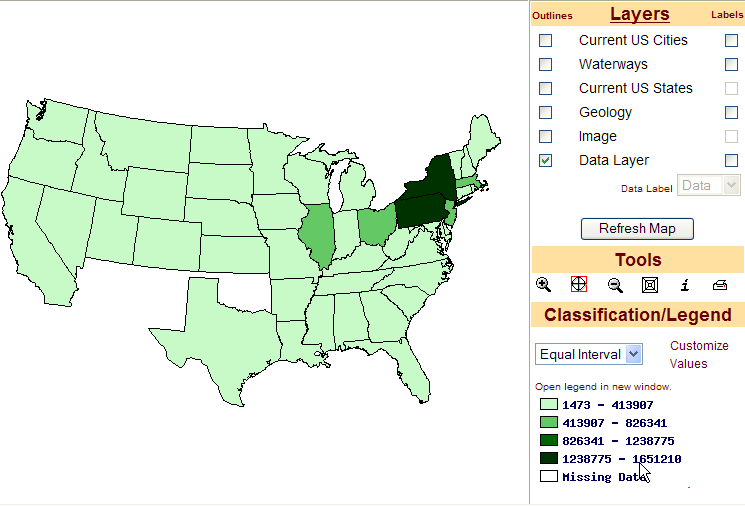 Outlines Layers Labels
Current US Cities
Waterways
Current US States
Geology
Image
Data Layer
Data Label Data
Refresh Map
Tools
i
Classification/Legend
Equal Interval Customize Values
Open legend in new window.
1473 - 413907
413907 - 826341
826341 - 1238775
1238775 - 1651210
Missing Data